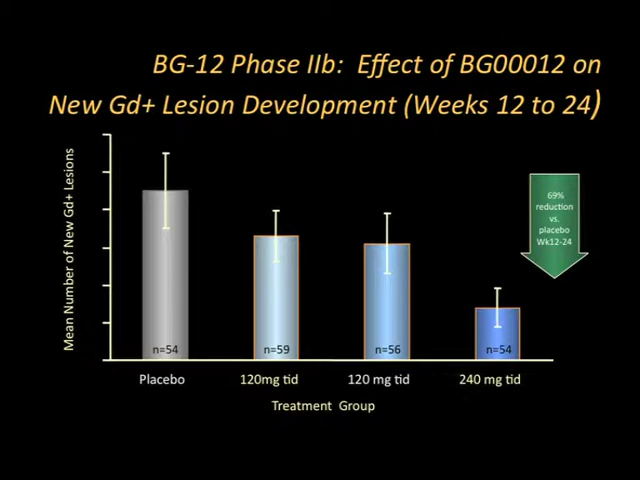 BG-12 Phase IIb: Effect of BG00012 on
New Gd+ Lesion Development (Weeks 12 to 24)
Mean Number of New Gd+ Lesions
69%
reduction
vs.
placebo
Wk12-24
n=54
n=59
n=56
n=54
Placebo
120mg tid
120 mg tid
240 mg tid
Treatment Group